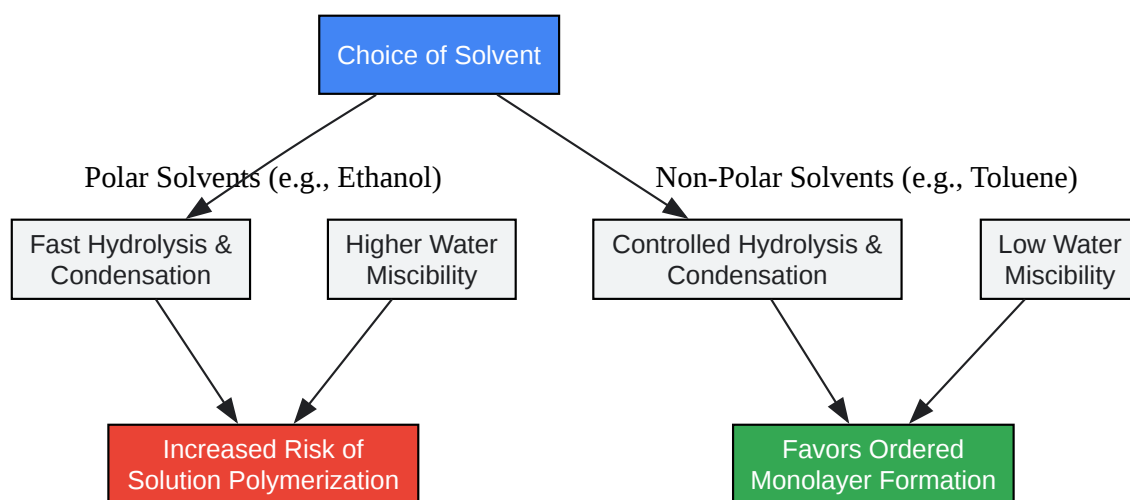 Choice of Solvent
Polar Solvents (e.g., Ethanol)
Non-Polar Solvents (e.g., Toluene)
Fast Hydrolysis &
Condensation
Higher Water
Miscibility
Controlled Hydrolysis &
Condensation
Low Water
Miscibility
Increased Risk of
Solution Polymerization
Favors Ordered
Monolayer Formation